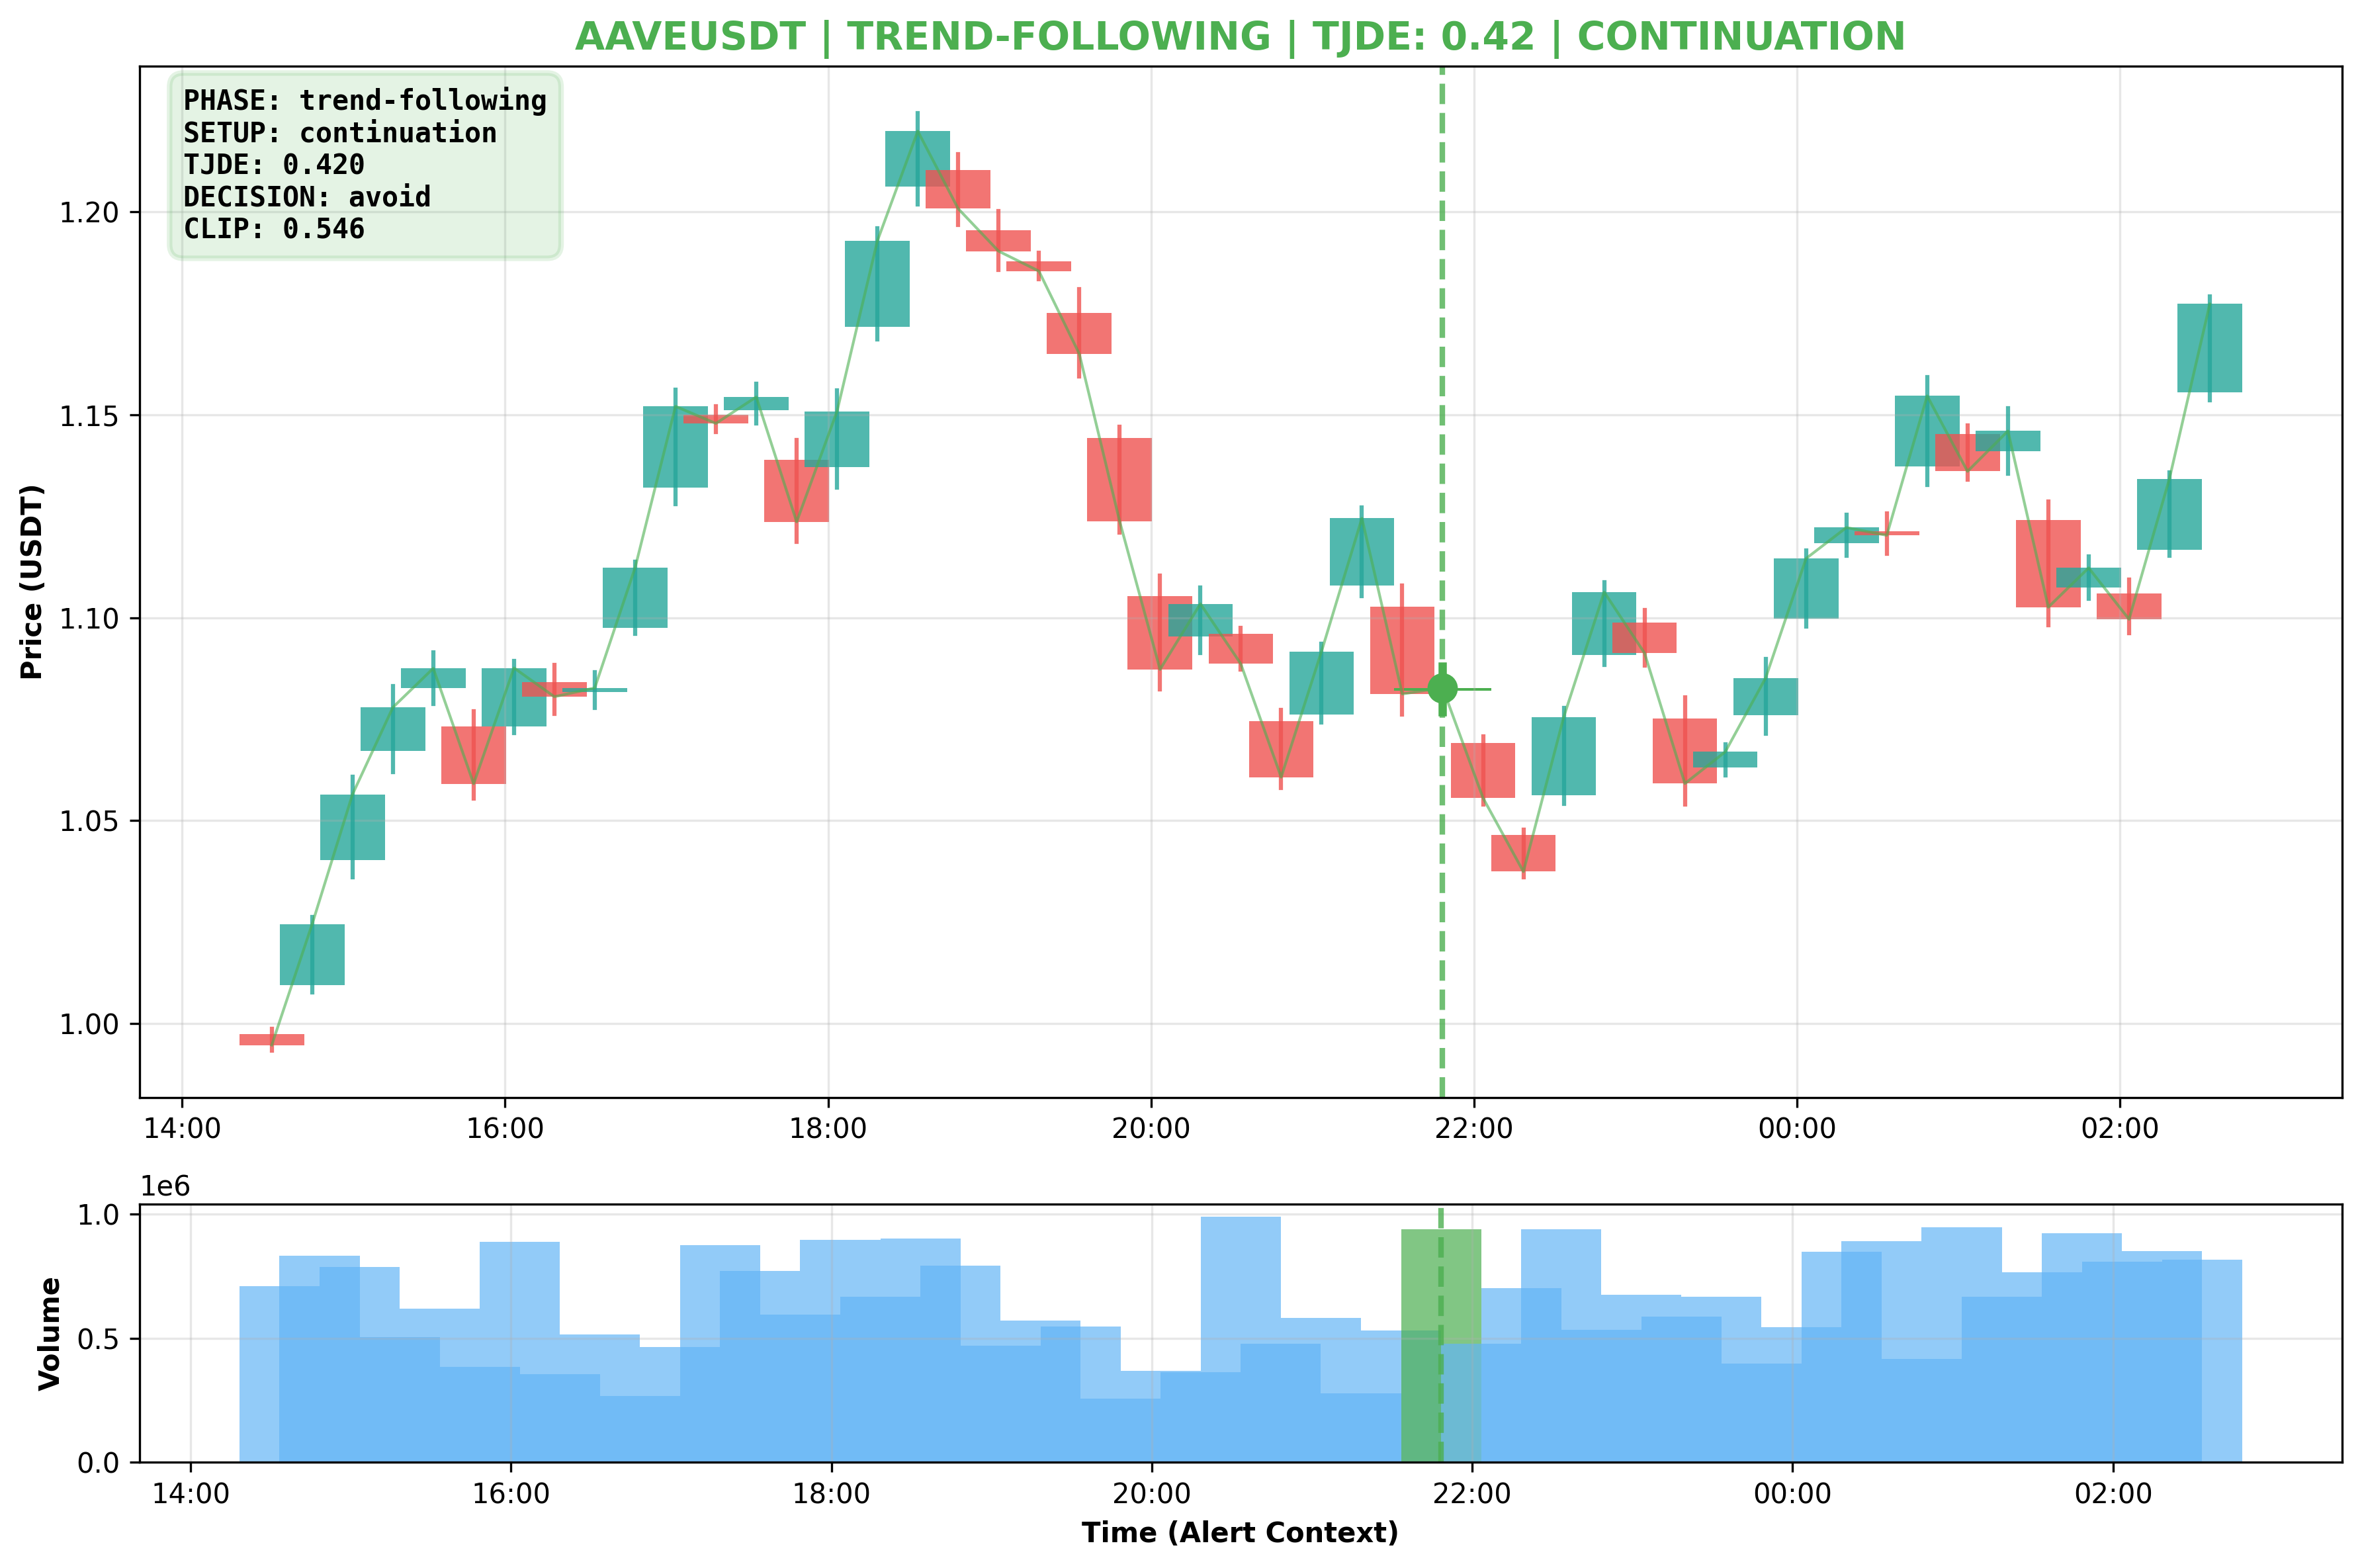 AAVEUSDT | TREND-FOLLOWING | TJDE: 0.42 | CONTINUATION
PHASE: trend-following
SETUP: continuation
TJDE: 0.420
DECISION: avoid
CLIP: 0.546
Price (USDT)
1.20
1.15
1.10
1.05
1.00
14:00 16:00 18:00 20:00 22:00 00:00 02:00
1e6
Volume
1.0
0.5
0.0
14:00 16:00 18:00 20:00 22:00 00:00 02:00
Time (Alert Context)